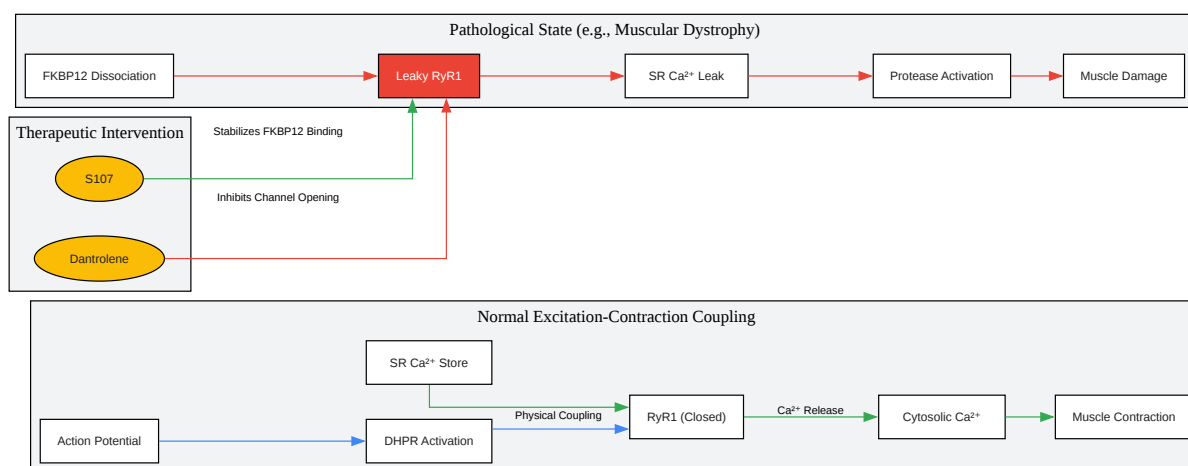 Pathological State (e.g., Muscular Dystrophy)
FKBP12 Dissociation
Leaky RyR1
SR Ca²⁺ Leak
Protease Activation
Muscle Damage
Therapeutic Intervention
Stabilizes FKBP12 Binding
S107
Inhibits Channel Opening
Dantrolene
Normal Excitation-Contraction Coupling
SR Ca²⁺ Store
Physical Coupling
RyR1 (Closed)
Ca²⁺ Release
Cytosolic Ca²⁺
Muscle Contraction
Action Potential
DHPR Activation